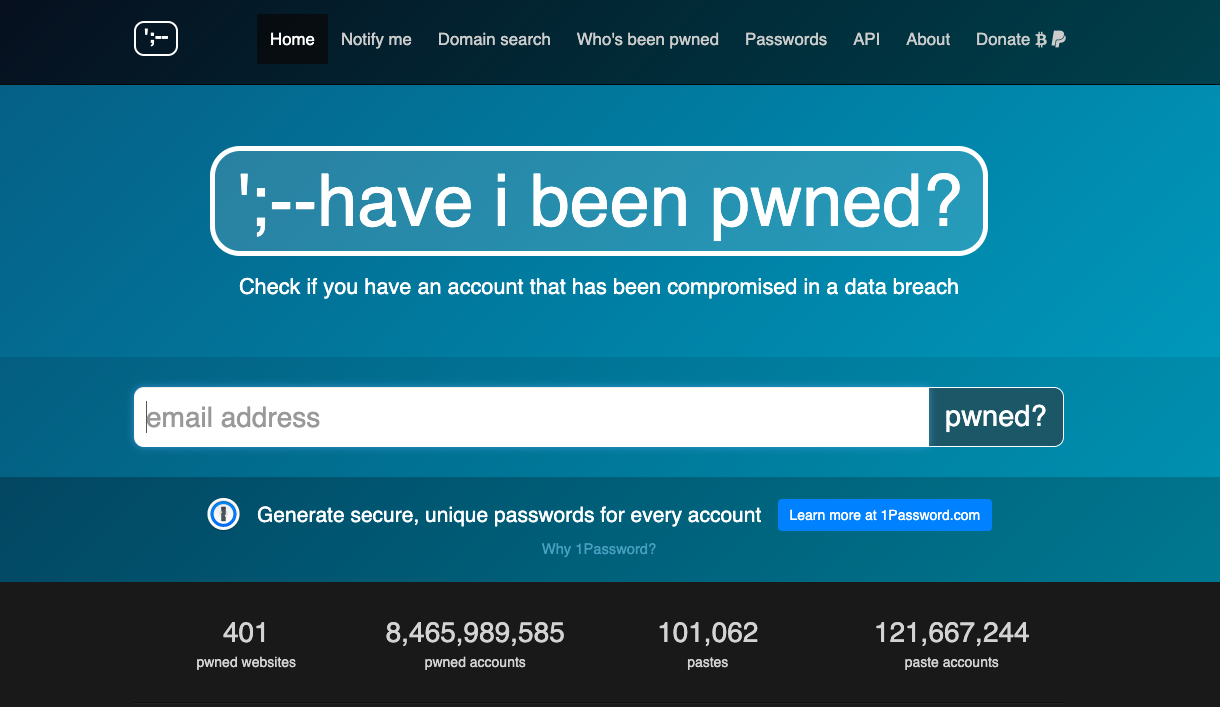 ';--
Home Notify me Domain search Who's been pwned Passwords API About Donate
';--have i been pwned?
Check if you have an account that has been compromised in a data breach
email address pwned?
Generate secure, unique passwords for every account Learn more at 1Password.com
Why 1Password?
401 8,465,989,585 101,062 121,667,244
pwned websites pwned accounts pastes paste accounts